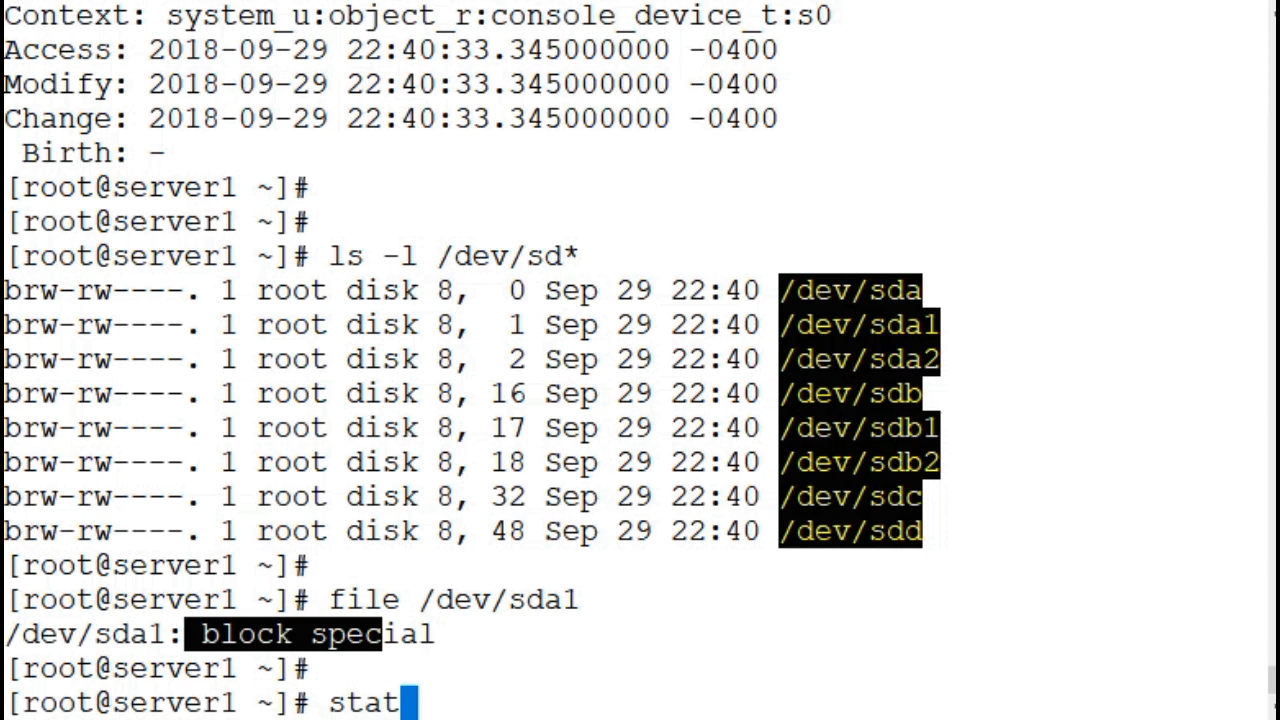 Context: system_u:object_r:console_device_t:s0
Access: 2018-09-29 22:40:33.345000000 -0400
Modify: 2018-09-29 22:40:33.345000000 -0400
Change: 2018-09-29 22:40:33.345000000 -0400
 Birth: -
[root@server1 ~]#
[root@server1 ~]#
[root@server1 ~]# ls -l /dev/sd*
brw-rw----. 1 root disk 8,  0 Sep 29 22:40 /dev/sda
brw-rw----. 1 root disk 8,  1 Sep 29 22:40 /dev/sda1
brw-rw----. 1 root disk 8,  2 Sep 29 22:40 /dev/sda2
brw-rw----. 1 root disk 8, 16 Sep 29 22:40 /dev/sdb
brw-rw----. 1 root disk 8, 17 Sep 29 22:40 /dev/sdb1
brw-rw----. 1 root disk 8, 18 Sep 29 22:40 /dev/sdb2
brw-rw----. 1 root disk 8, 32 Sep 29 22:40 /dev/sdc
brw-rw----. 1 root disk 8, 48 Sep 29 22:40 /dev/sdd
[root@server1 ~]#
[root@server1 ~]# file /dev/sda1
/dev/sda1: block special
[root@server1 ~]#
[root@server1 ~]# stat